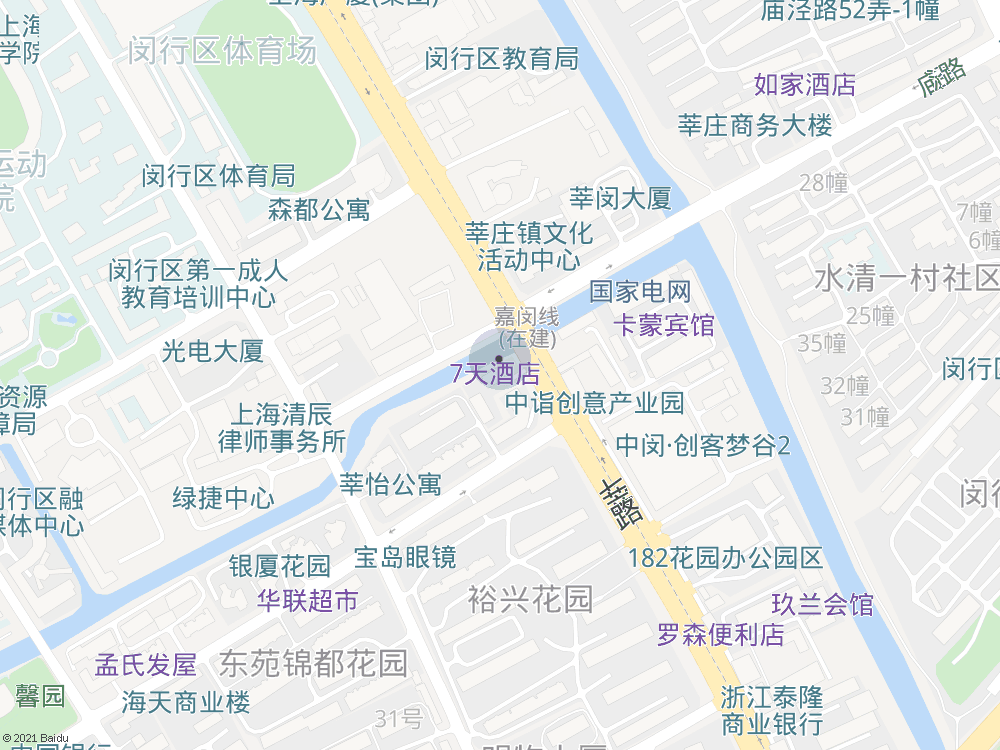 庙泾路52弄-1幢
上海
学院
闵行区体育场
闵行区教育局
如家酒店
莘庄商务大楼
运动
院
闵行区体育局
森都公寓
28幢
莘闵大厦
7幢
6幢
莘庄镇文化
活动中心
闵行区第一成人
教育培训中心
国家电网
水清一村社区
嘉闵线
(在建)
卡蒙宾馆
25幢
35幢
光电大厦
7天酒店
闵行区
32幢
资源
障局
中诣创意产业园
31幢
上海清辰
律师事务所
中闵·创客梦谷2
莘怡公寓
闵行区融
媒体中心
绿捷中心
182花园办公园区
宝岛眼镜
银厦花园
华联超市
裕兴花园
玖兰会馆
罗森便利店
孟氏发屋
东苑锦都花园
馨园
海天商业楼
31号
浙江泰隆
商业银行
© 2021 Baidu